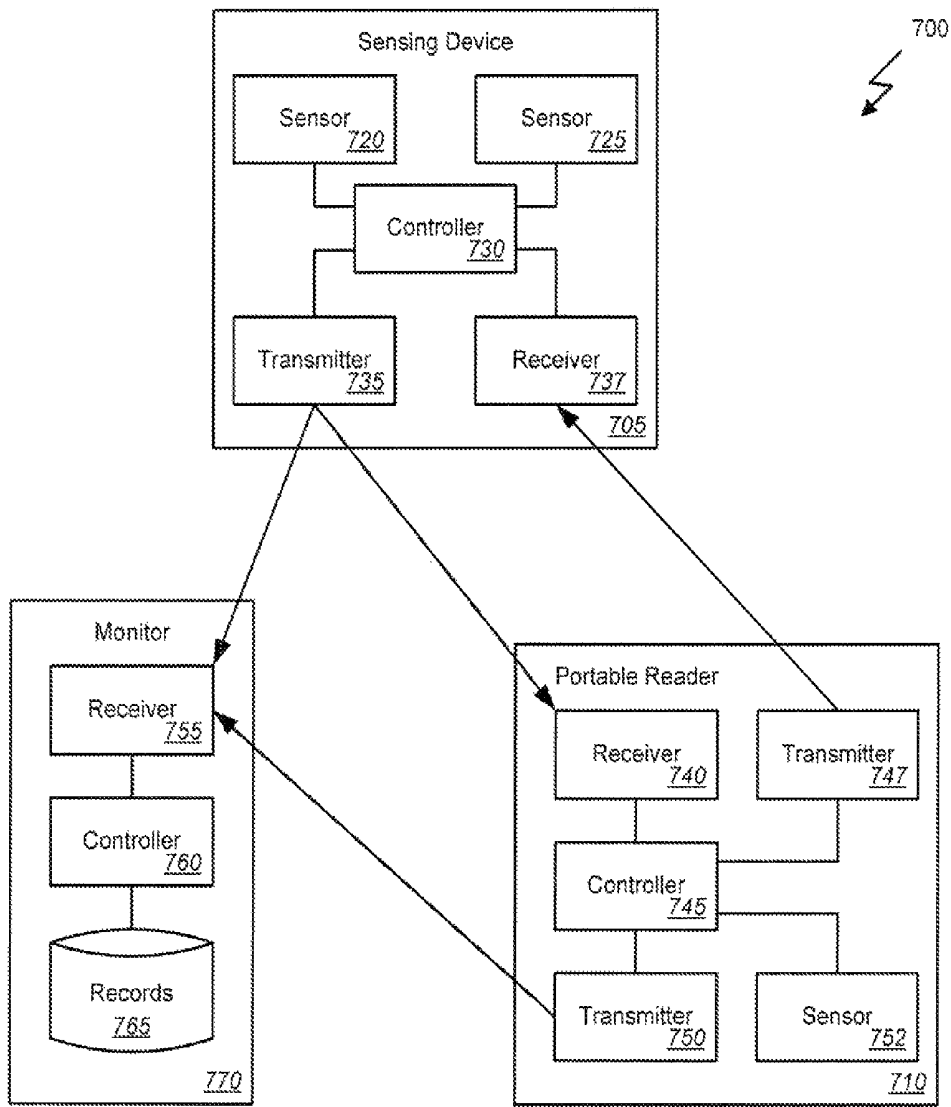 700
Sensing Device
Sensor
720
Sensor
725
Controller
730
Transmitter
735
Receiver
737
705
Monitor
Receiver
755
Controller
760
Records
765
770
Portable Reader
Receiver
740
Transmitter
747
Controller
745
Transmitter
750
Sensor
752
710